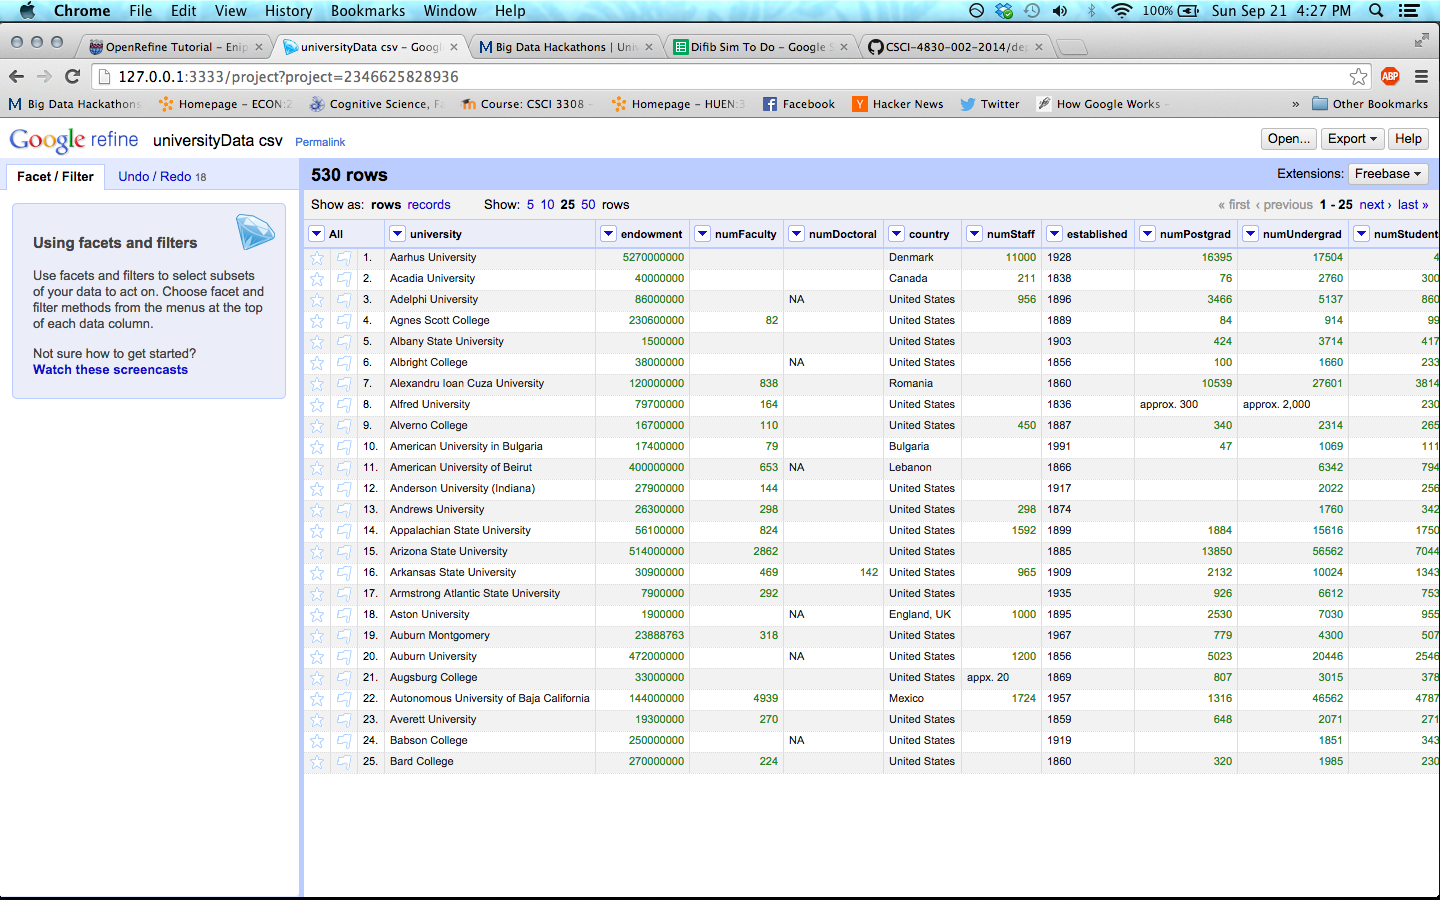 Chrome File Edit View History Bookmarks Window Help 100% Sun Sep 21 4:27 PM
OpenRefine Tutorial – Enip universityData csv – Goog Big Data Hackathons | Uni Difib Sim To Do – Google S CSCI-4830-002-2014/de
127.0.0.1:3333/project?project=2346625828936 ABP
Big Data Hackathons Homepage – ECON:2 Cognitive Science, F Course: CSCI 3308 – Homepage – HUEN:3 Facebook Hacker News Twitter How Google Works – » Other Bookmarks
Google refine universityData csv Permalink Open... Export Help
Facet / Filter Undo / Redo 18 530 rows Extensions: Freebase
Show as: rows records Show: 5 10 25 50 rows « first ‹ previous 1 - 25 next › last »
Using facets and filters
Use facets and filters to select subsets
of your data to act on. Choose facet and
filter methods from the menus at the top
of each data column.
Not sure how to get started?
Watch these screencasts
All university endowment numFaculty numDoctoral country numStaff established numPostgrad numUndergrad numStudent
1. Aarhus University 5270000000 Denmark 11000 1928 16395 17504 4
2. Acadia University 40000000 Canada 211 1838 76 2760 300
3. Adelphi University 86000000 NA United States 956 1896 3466 5137 860
4. Agnes Scott College 230600000 82 United States 1889 84 914 99
5. Albany State University 1500000 United States 1903 424 3714 417
6. Albright College 38000000 NA United States 1856 100 1660 233
7. Alexandru Ioan Cuza University 120000000 838 Romania 1860 10539 27601 3814
8. Alfred University 79700000 164 United States 1836 approx. 300 approx. 2,000 230
9. Alverno College 16700000 110 United States 450 1887 340 2314 265
10. American University in Bulgaria 17400000 79 Bulgaria 1991 47 1069 111
11. American University of Beirut 400000000 653 NA Lebanon 1866 6342 794
12. Anderson University (Indiana) 27900000 144 United States 1917 2022 256
13. Andrews University 26300000 298 United States 298 1874 1760 342
14. Appalachian State University 56100000 824 United States 1592 1899 1884 15616 1750
15. Arizona State University 514000000 2862 United States 1885 13850 56562 7044
16. Arkansas State University 30900000 469 142 United States 965 1909 2132 10024 1343
17. Armstrong Atlantic State University 7900000 292 United States 1935 926 6612 753
18. Aston University 1900000 NA England, UK 1000 1895 2530 7030 955
19. Auburn Montgomery 23888763 318 United States 1967 779 4300 507
20. Auburn University 472000000 NA United States 1200 1856 5023 20446 2546
21. Augsburg College 33000000 United States appx. 20 1869 807 3015 378
22. Autonomous University of Baja California 144000000 4939 Mexico 1724 1957 1316 46562 4787
23. Averett University 19300000 270 United States 1859 648 2071 271
24. Babson College 250000000 NA United States 1919 1851 343
25. Bard College 270000000 224 United States 1860 320 1985 230